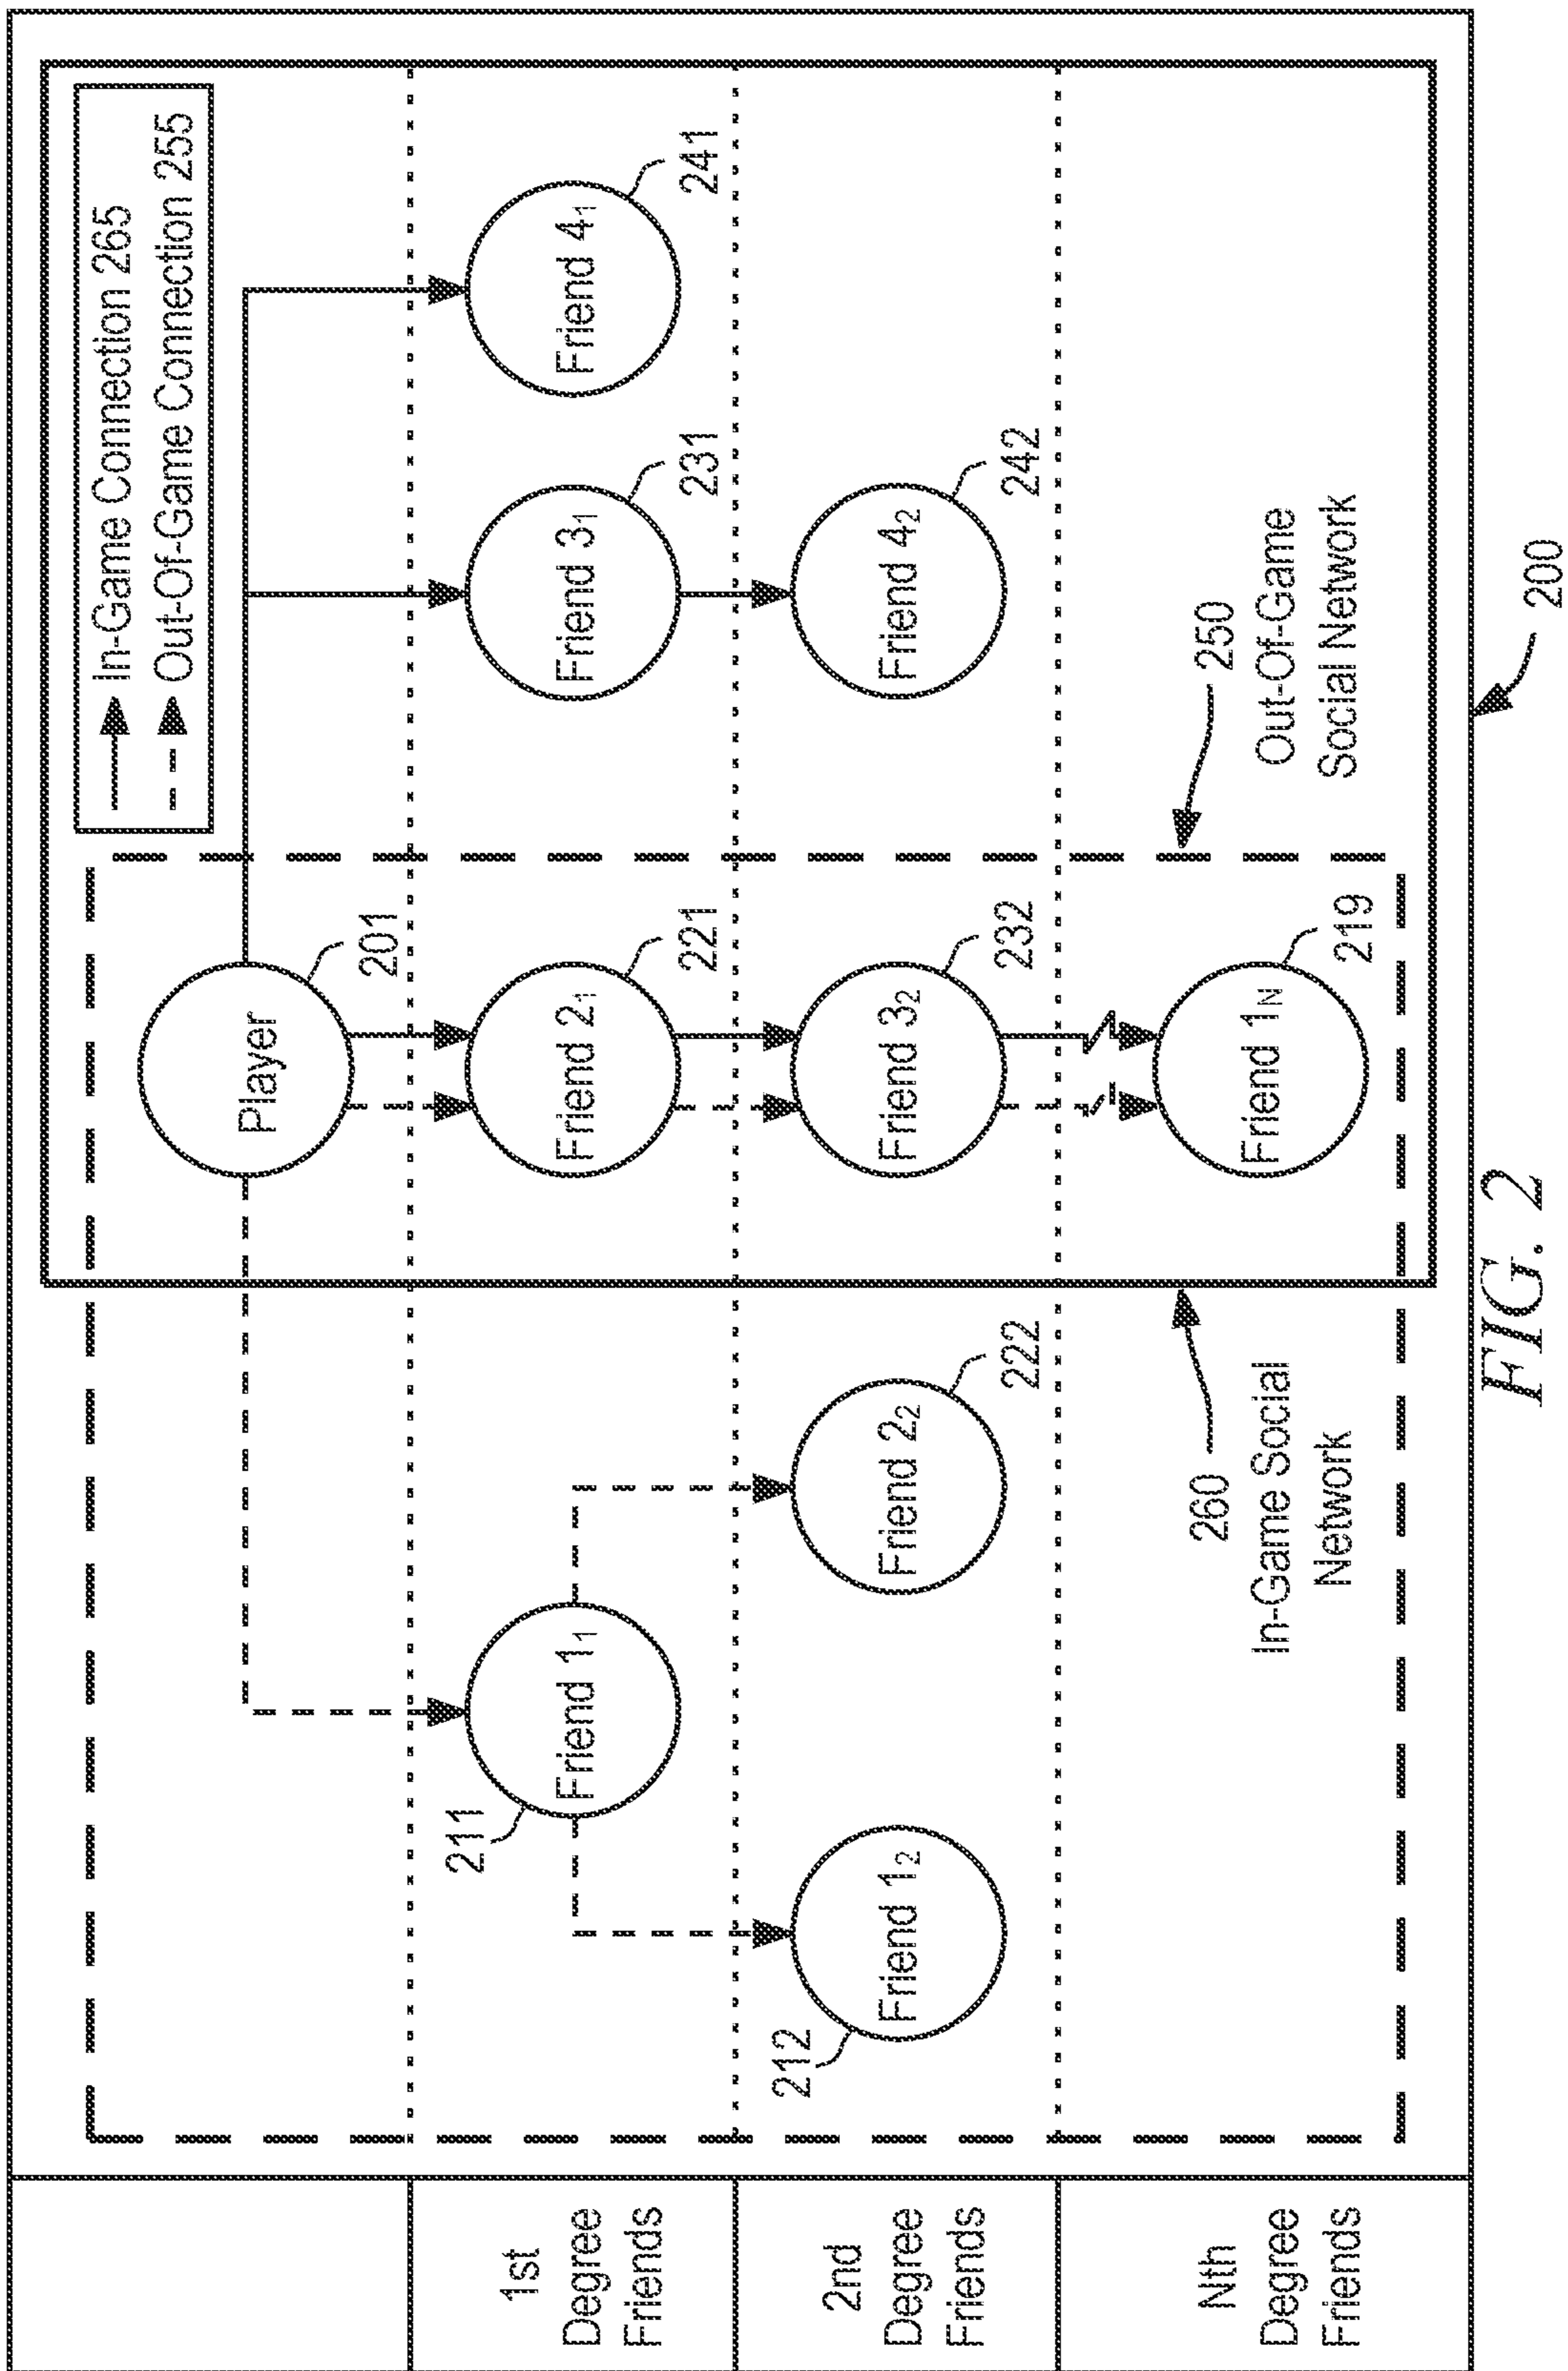 In-Game Connection 265
Out-Of-Game Connection 255
Player
201
1st
Degree
Friends
211
Friend 1₁
Friend 2₁
221
Friend 3₁
231
Friend 4₁
241
2nd
Degree
Friends
212
Friend 1₂
Friend 2₂
222
Friend 3₂
232
Friend 4₂
242
Nth
Degree
Friends
260
In-Game Social
Network
Friend 1N
219
250
Out-Of-Game
Social Network
200
FIG. 2